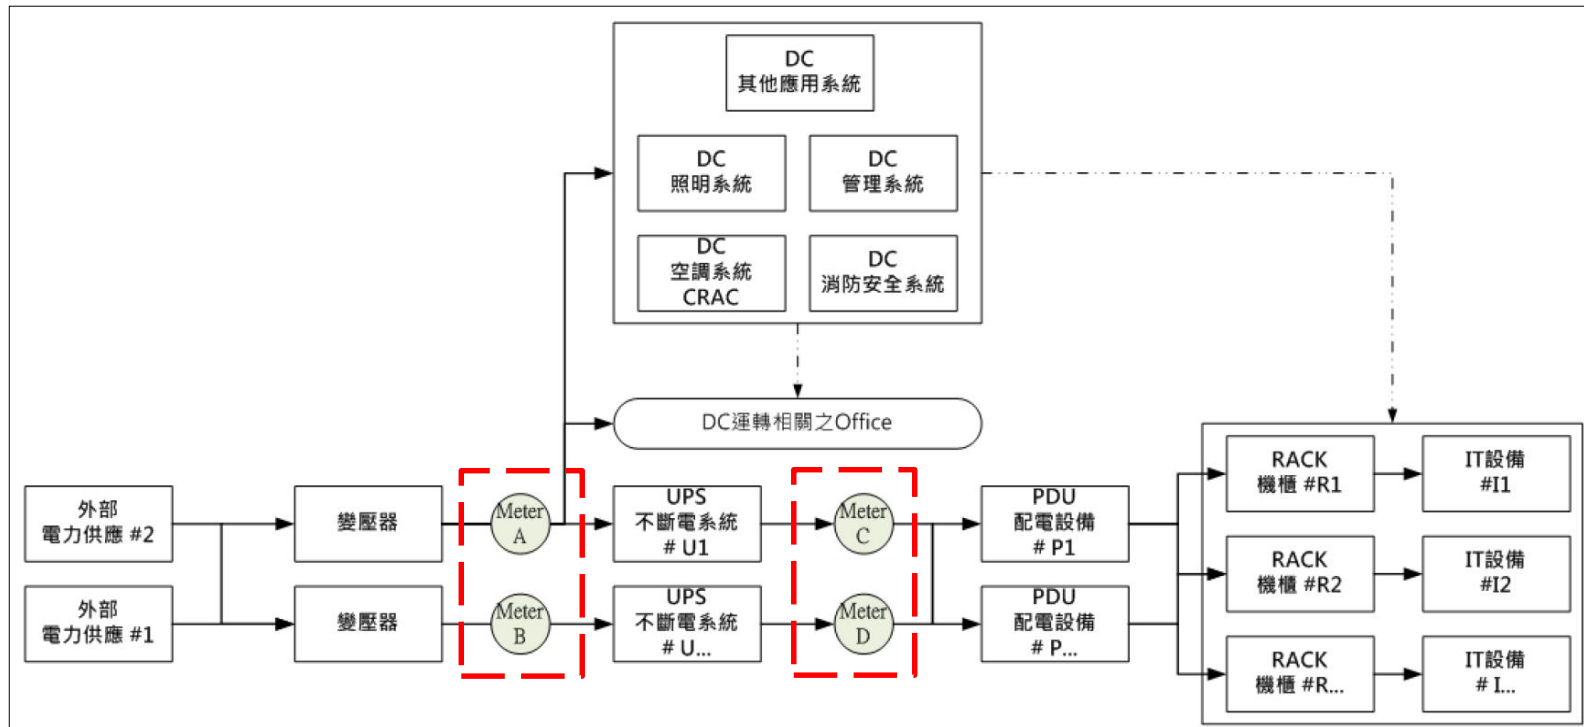 DC
其他應用系統
DC
照明系統
DC
管理系統
DC
空調系統
CRAC
DC
消防安全系統
DC運轉相關之Office
外部
電力供應 #2
變壓器
Meter
A
UPS
不斷電系統
# U1
Meter
C
PDU
配電設備
# P1
RACK
機櫃 #R1
IT設備
#I1
RACK
機櫃 #R2
IT設備
#I2
外部
電力供應 #1
變壓器
Meter
B
UPS
不斷電系統
# U...
Meter
D
PDU
配電設備
# P...
RACK
機櫃 #R...
IT設備
# I...